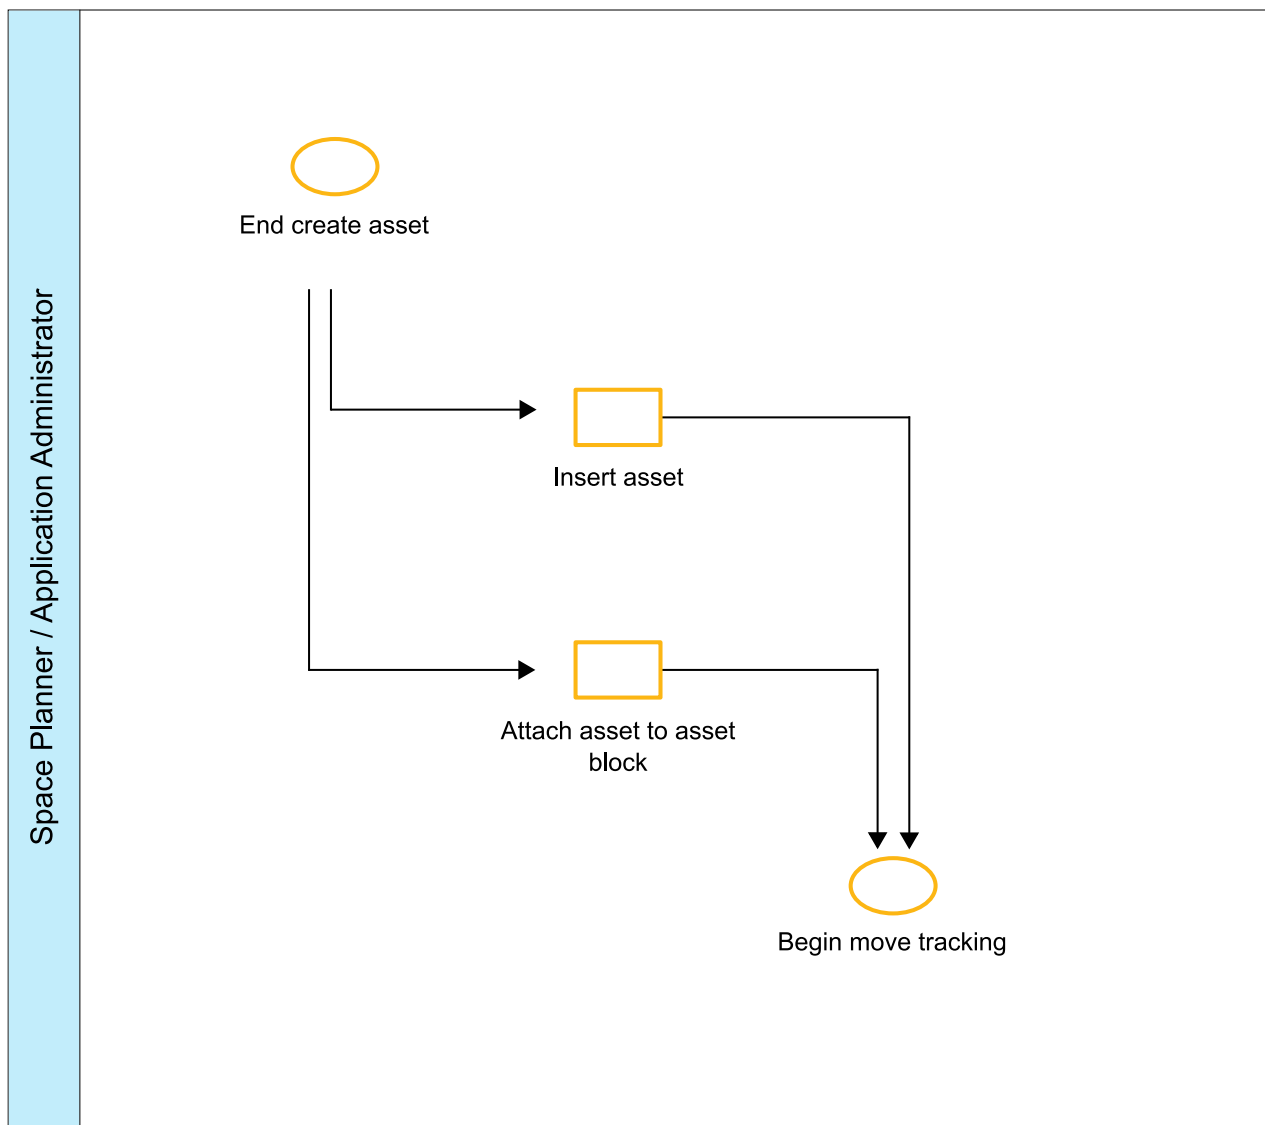 Space Planner / Application Administrator
End create asset
Insert asset
Attach asset to asset
block
Begin move tracking